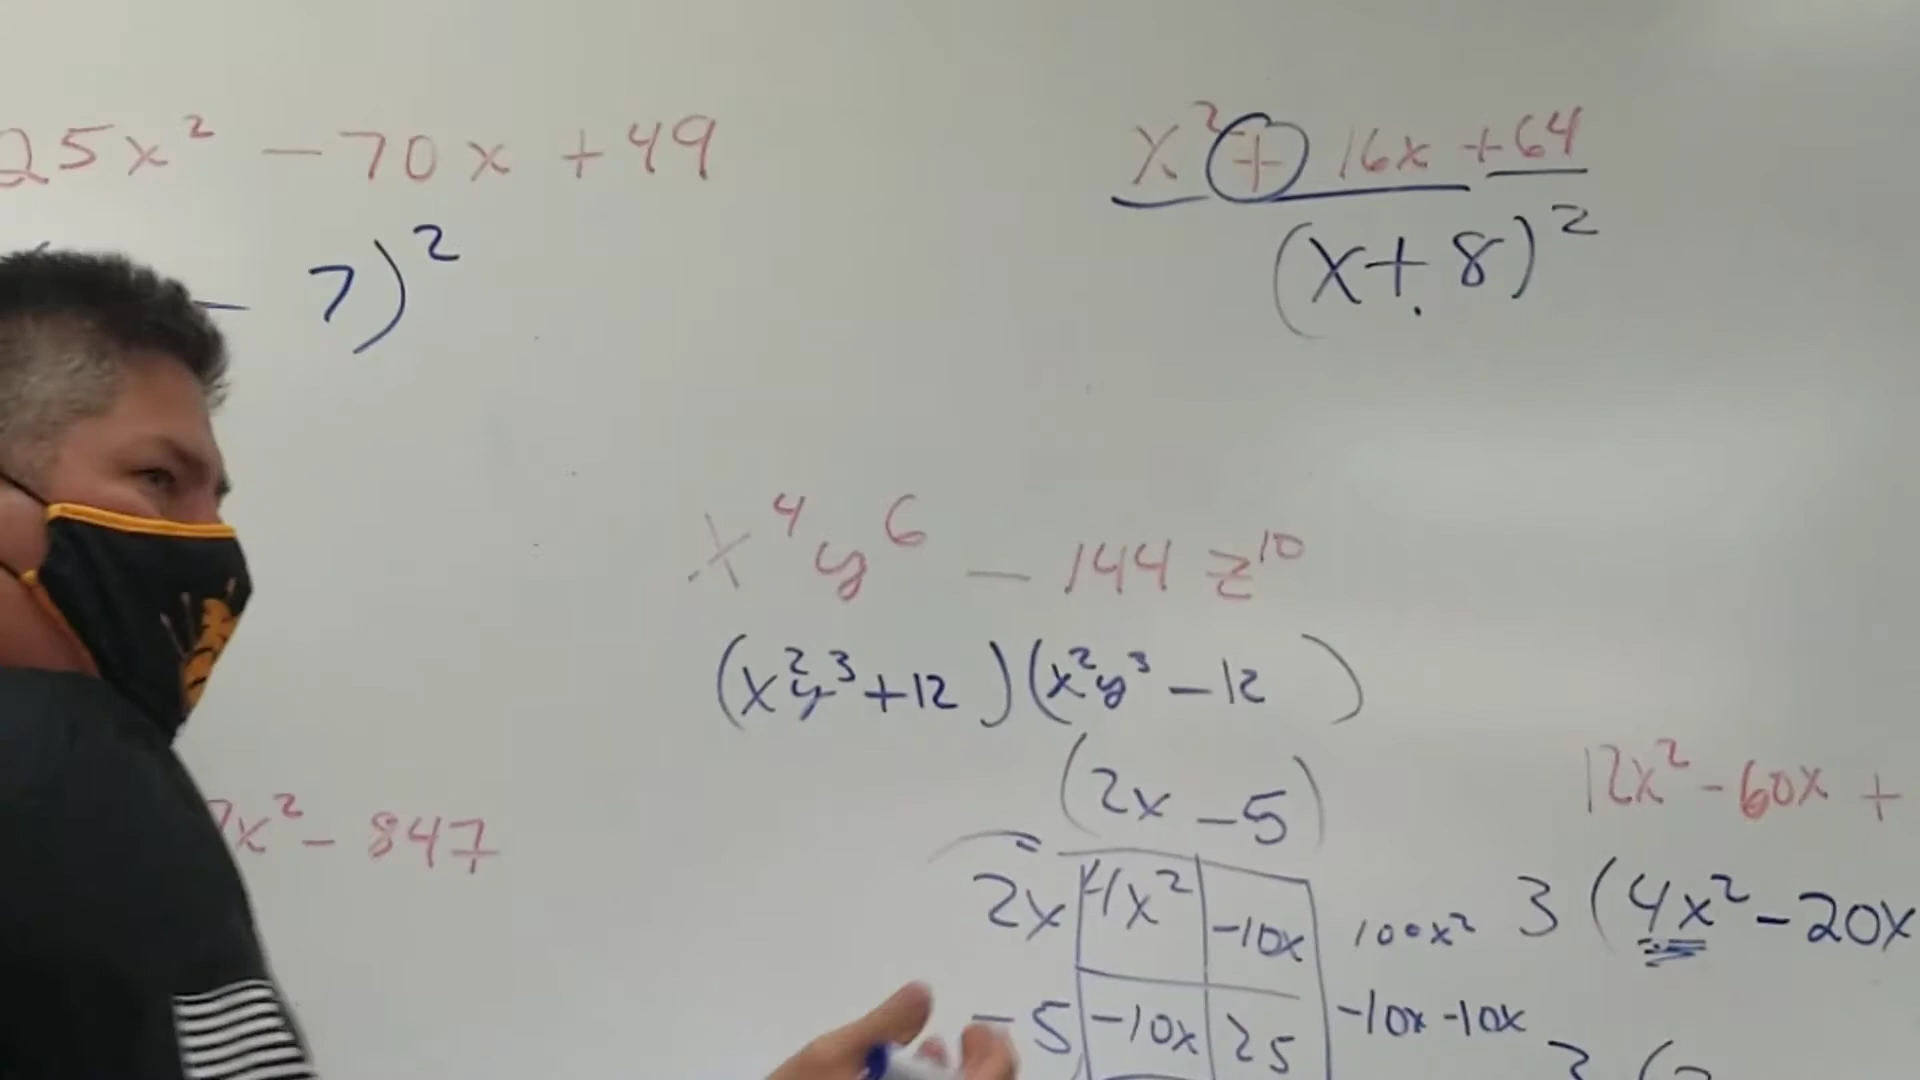 25x² - 70x + 49
- 7)²
x² + 16x + 64
(x + 8)²
x⁴y⁶ - 144z¹⁰
(x²y³ + 12 )(x²y³ - 12 )
7x² - 847
(2x - 5)
2x 4x² -10x 100x²
-5 -10x 25 -10x -10x
12x² - 60x +
3 (4x² - 20x